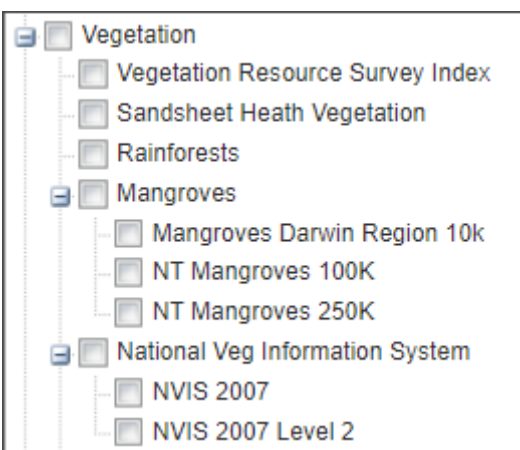 Vegetation
Vegetation Resource Survey Index
Sandsheet Heath Vegetation
Rainforests
Mangroves
Mangroves Darwin Region 10k
NT Mangroves 100K
NT Mangroves 250K
National Veg Information System
NVIS 2007
NVIS 2007 Level 2